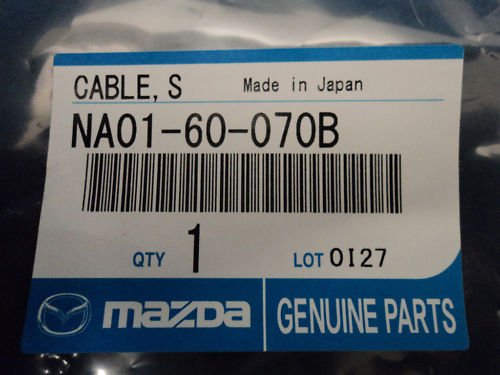 CABLE, S Made in Japan
NA01-60-070B
QTY 1 LOT 0I27
mazda GENUINE PARTS